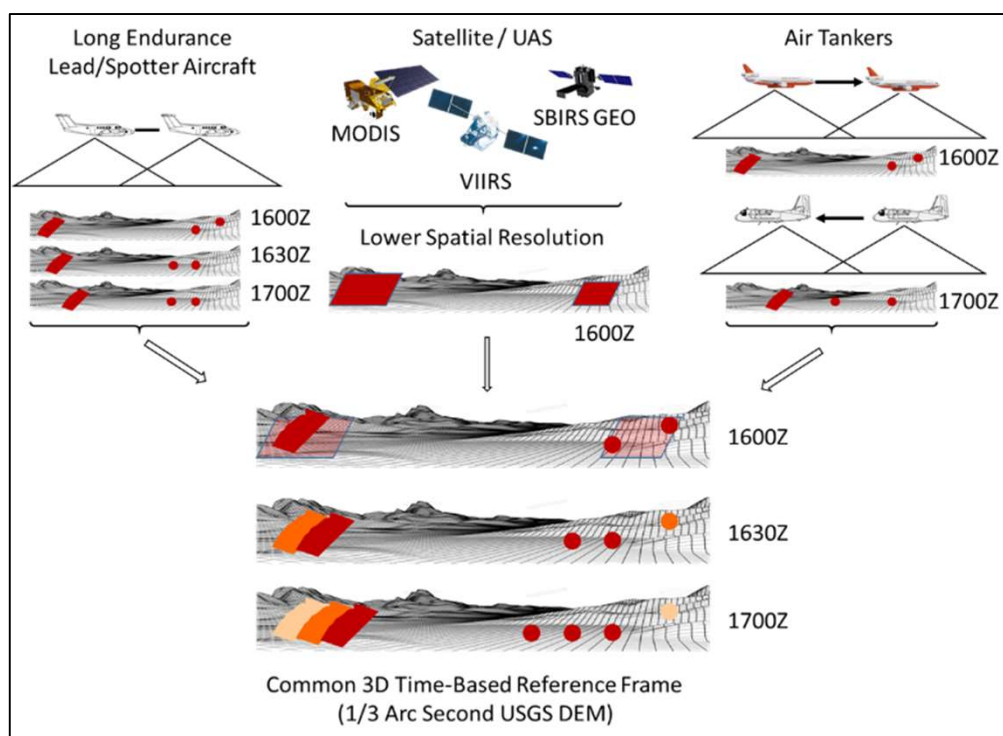 Long Endurance
Lead/Spotter Aircraft
1600Z
1630Z
1700Z
Satellite / UAS
MODIS
SBIRS GEO
VIIRS
Lower Spatial Resolution
1600Z
Air Tankers
1600Z
1700Z
1600Z
1630Z
1700Z
Common 3D Time-Based Reference Frame
(1/3 Arc Second USGS DEM)